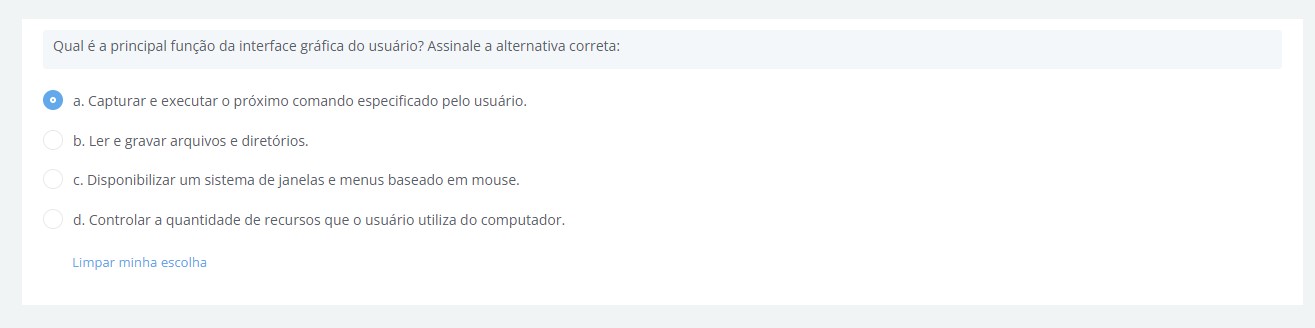 Qual é a principal função da interface gráfica do usuário? Assinale a alternativa correta:
a. Capturar e executar o próximo comando especificado pelo usuário.
b. Ler e gravar arquivos e diretórios.
c. Disponibilizar um sistema de janelas e menus baseado em mouse.
d. Controlar a quantidade de recursos que o usuário utiliza do computador.
Limpar minha escolha